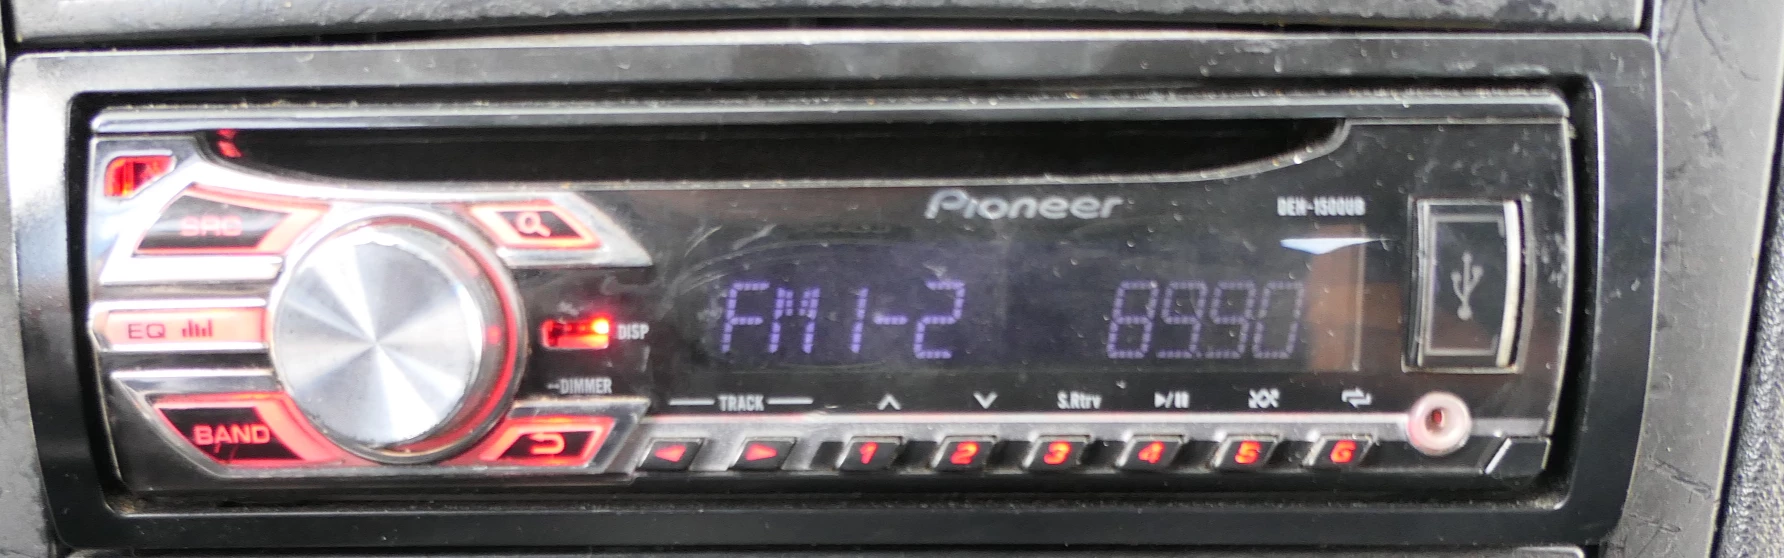 Pioneer
DEH-1500UB
SRC
EQ
BAND
DISP
DIMMER
FM1-2 89.90
TRACK S.Rtrv
1 2 3 4 5 6